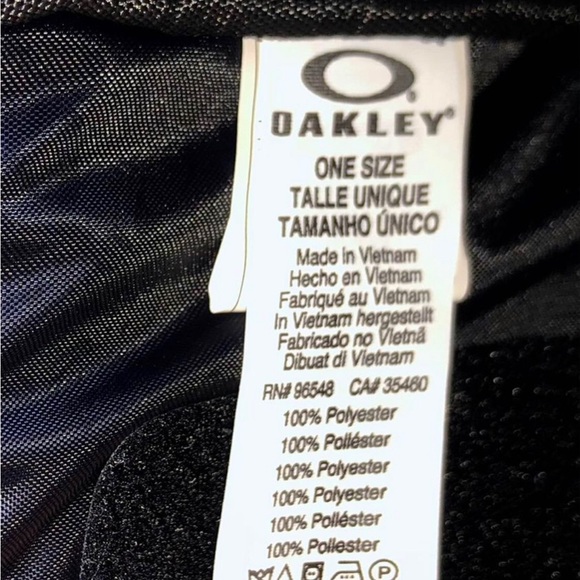 OAKLEY®
ONE SIZE
TALLE UNIQUE
TAMANHO ÚNICO
Made in Vietnam
Hecho en Vietnam
Fabriqué au Vietnam
In Vietnam hergestellt
Fabricado no Vietnã
Dibuat di Vietnam
RN# 96548 CA# 35460
100% Polyester
100% Poliéster
100% Polyester
100% Polyester
100% Poliéster
100% Poliester
P